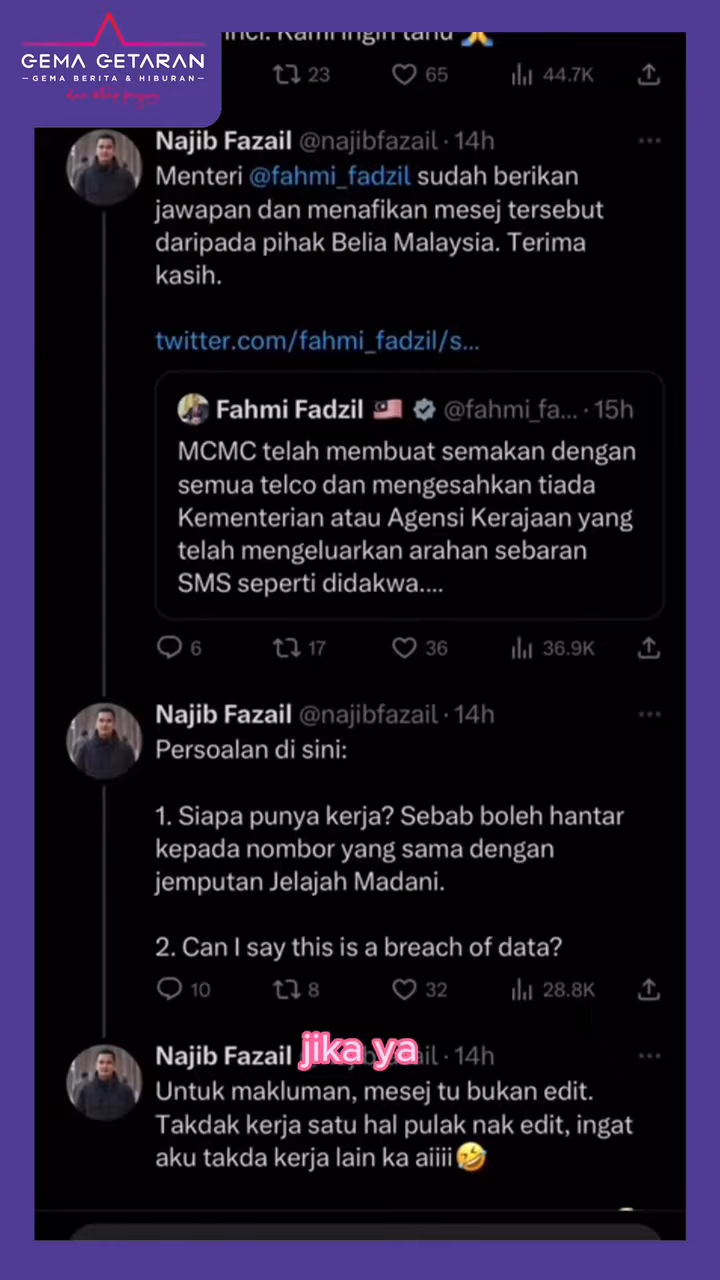 GEMA GETARAN
GEMA BERITA & HIBURAN
23 65 44.7K
Najib Fazail @najibfazail · 14h
Menteri @fahmi_fadzil sudah berikan
jawapan dan menafikan mesej tersebut
daripada pihak Belia Malaysia. Terima
kasih.
twitter.com/fahmi_fadzil/s...
Fahmi Fadzil 🇲🇾 @fahmi_fa... · 15h
MCMC telah membuat semakan dengan
semua telco dan mengesahkan tiada
Kementerian atau Agensi Kerajaan yang
telah mengeluarkan arahan sebaran
SMS seperti didakwa....
6 17 36 36.9K
Najib Fazail @najibfazail · 14h
Persoalan di sini:
1. Siapa punya kerja? Sebab boleh hantar
kepada nombor yang sama dengan
jemputan Jelajah Madani.
2. Can I say this is a breach of data?
10 8 32 28.8K
jika ya
Najib Fazail · 14h
Untuk makluman, mesej tu bukan edit.
Takdak kerja satu hal pulak nak edit, ingat
aku takda kerja lain ka aiiii🤣